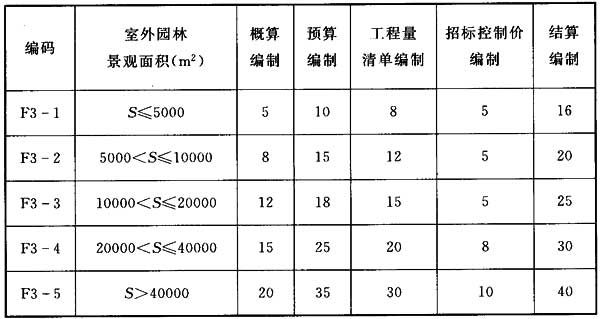 编码 室外园林景观面积(m²) 概算编制 预算编制 工程量清单编制 招标控制价编制 结算编制
F3-1 S≤5000 5 10 8 5 16
F3-2 5000<S≤10000 8 15 12 5 20
F3-3 10000<S≤20000 12 18 15 5 25
F3-4 20000<S≤40000 15 25 20 8 30
F3-5 S>40000 20 35 30 10 40